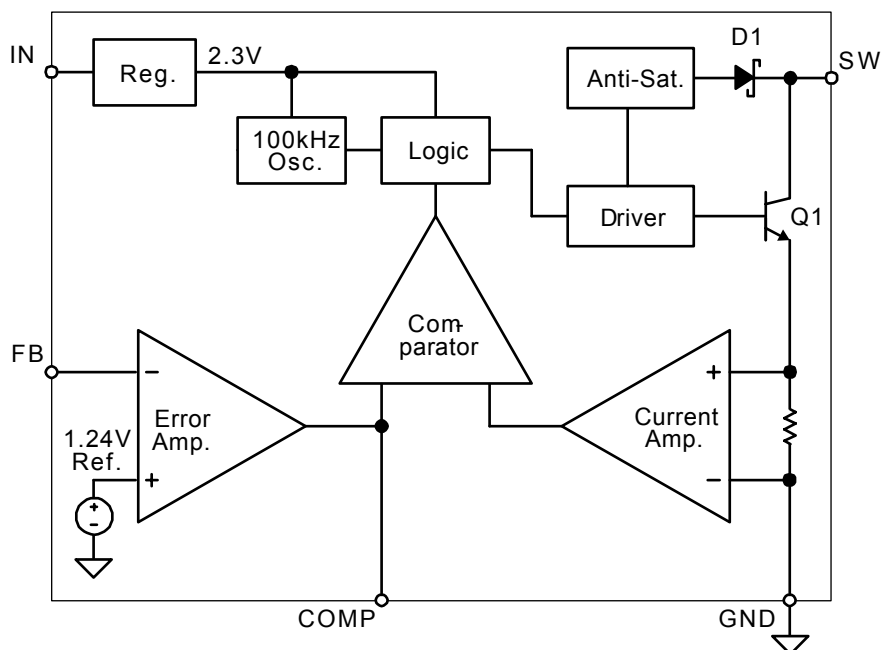 D1
IN
SW
Reg.
2.3V
Anti-Sat.
100kHz
Osc.
Logic
Driver
Q1
Com-
parator
FB
−
+
Error
Amp.
Current
Amp.
1.24V
Ref.
+
−
+
−
COMP
GND